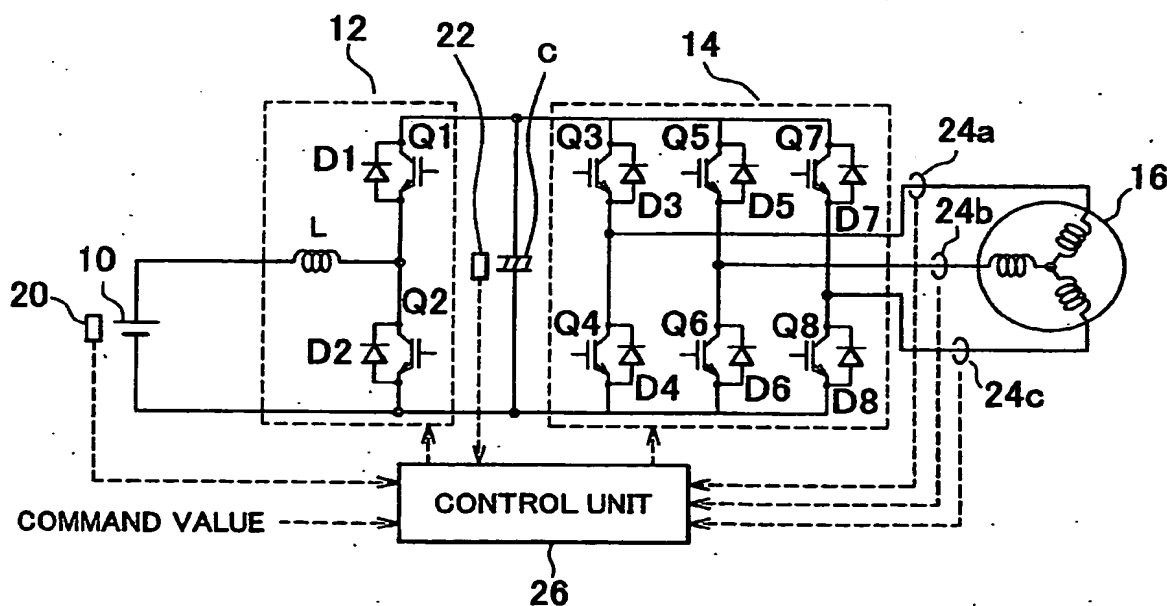 12
22
C
14
Q1
Q3
Q5
Q7
24a
D1
D3
D5
D7
16
24b
L
10
20
Q2
Q4
Q6
Q8
D2
D4
D6
D8
24c
CONTROL UNIT
COMMAND VALUE
26